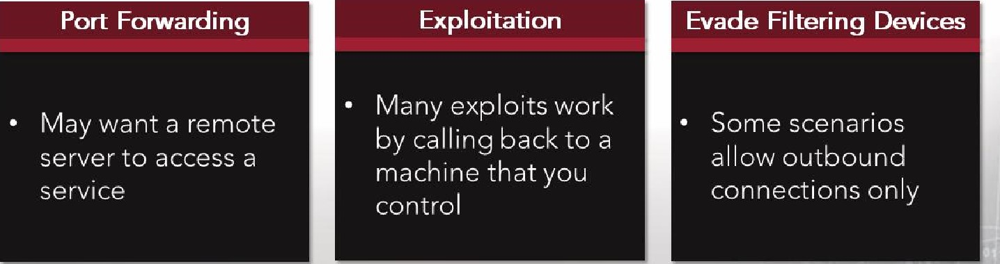 Port Forwarding
• May want a remote
server to access a
service
Exploitation
• Many exploits work
by calling back to a
machine that you
control
Evade Filtering Devices
• Some scenarios
allow outbound
connections only
01